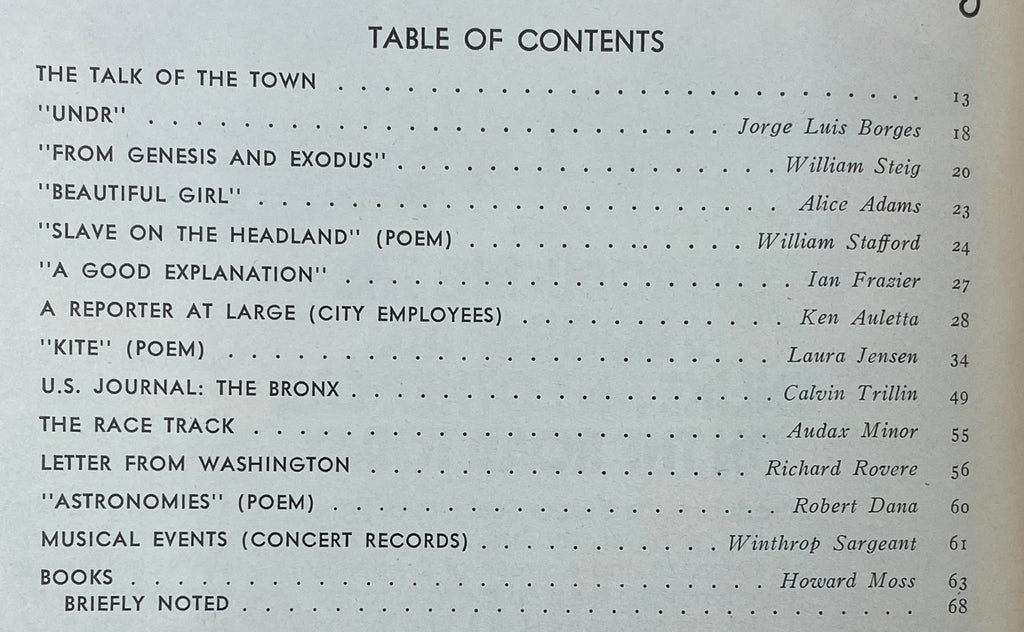 TABLE OF CONTENTS
THE TALK OF THE TOWN . . . . . . . . . . . . . . . . . . . . . . . . . . . . 13
"UNDR" . . . . . . . . . . . . . . . . . . . . . Jorge Luis Borges 18
"FROM GENESIS AND EXODUS" . . . . . . . . . . . . . . . William Steig 20
"BEAUTIFUL GIRL" . . . . . . . . . . . . . . . . . . . . Alice Adams 23
"SLAVE ON THE HEADLAND" (POEM) . . . . . . . . . . . . . William Stafford 24
"A GOOD EXPLANATION" . . . . . . . . . . . . . . . . . . Ian Frazier 27
A REPORTER AT LARGE (CITY EMPLOYEES) . . . . . . . . . . . Ken Auletta 28
"KITE" (POEM) . . . . . . . . . . . . . . . . . . . . Laura Jensen 34
U.S. JOURNAL: THE BRONX . . . . . . . . . . . . . . . . Calvin Trillin 49
THE RACE TRACK . . . . . . . . . . . . . . . . . . . . Audax Minor 55
LETTER FROM WASHINGTON . . . . . . . . . . . . . . . Richard Rovere 56
"ASTRONOMIES" (POEM) . . . . . . . . . . . . . . . . . Robert Dana 60
MUSICAL EVENTS (CONCERT RECORDS) . . . . . . . . . Winthrop Sargeant 61
BOOKS . . . . . . . . . . . . . . . . . . . . . . . . Howard Moss 63
BRIEFLY NOTED . . . . . . . . . . . . . . . . . . . . . . . . . . . . 68